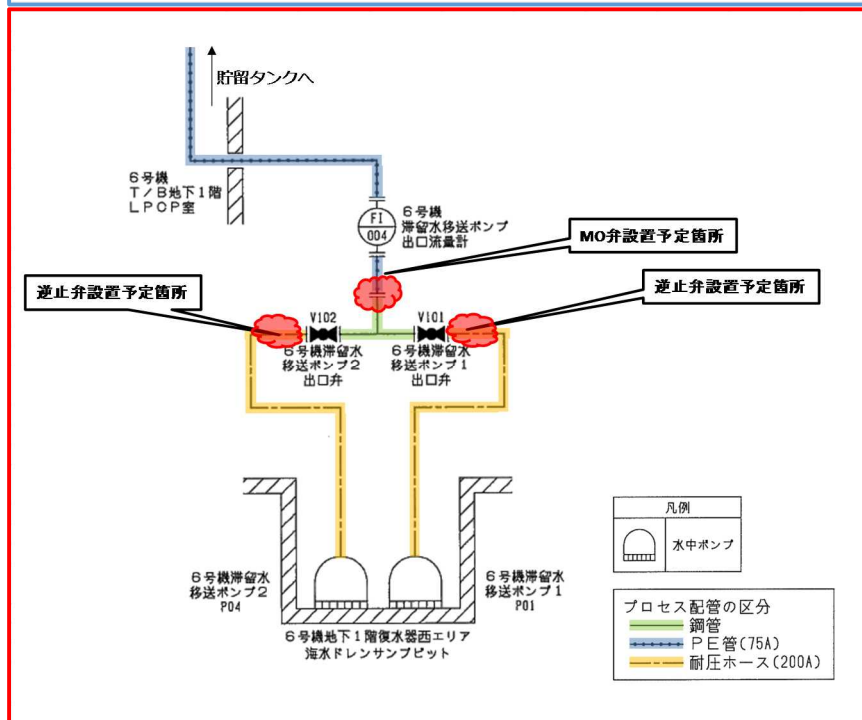 貯留タンクへ
6号機
T/B地下1階
LPCP室
FI
004
6号機
滞留水移送ポンプ
出口流量計
MO弁設置予定箇所
逆止弁設置予定箇所
逆止弁設置予定箇所
V102
V101
6号機滞留水
移送ポンプ2
出口弁
6号機滞留水
移送ポンプ1
出口弁
6号機滞留水
移送ポンプ2
P04
6号機滞留水
移送ポンプ1
P01
6号機地下1階復水器西エリア
海水ドレンサンプピット
凡例
水中ポンプ
プロセス配管の区分
鋼管
PE管(75A)
耐圧ホース(200A)